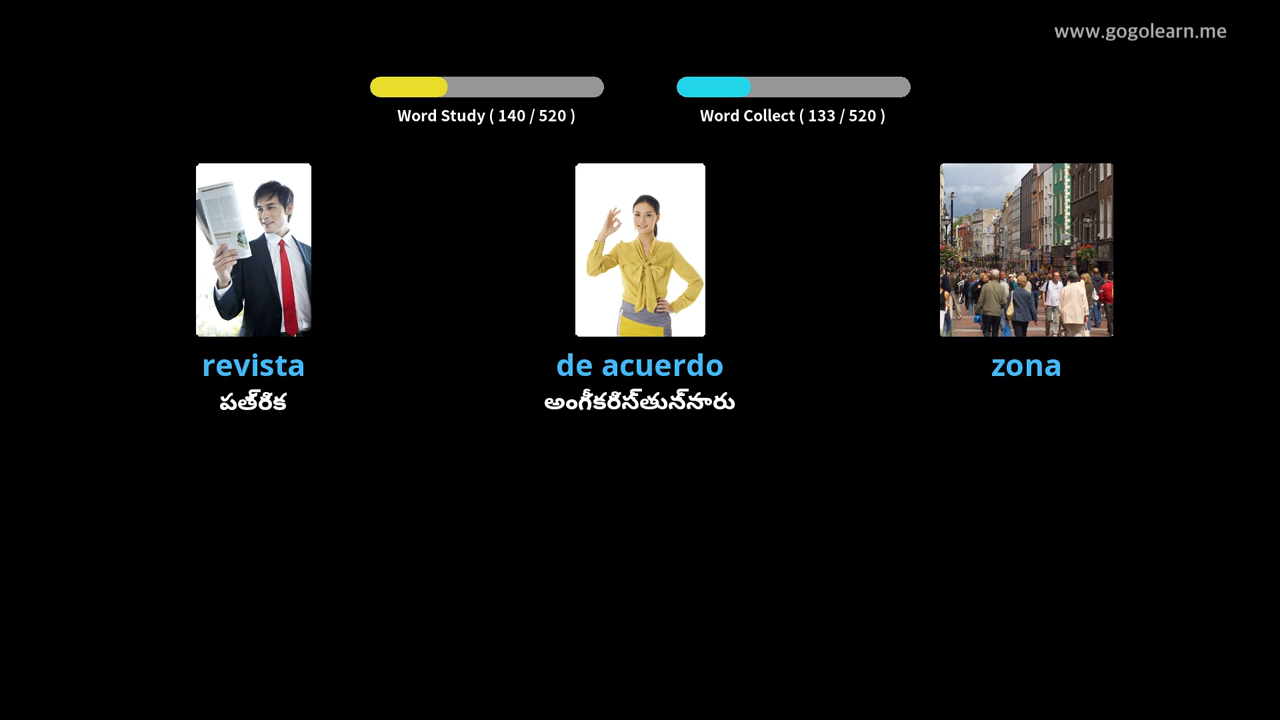 www.gogolearn.me
Word Study ( 140 / 520 )
Word Collect ( 133 / 520 )
revista
de acuerdo
zona
పత్‌రిక
అంగీకరిస్‌తున్‌నారు